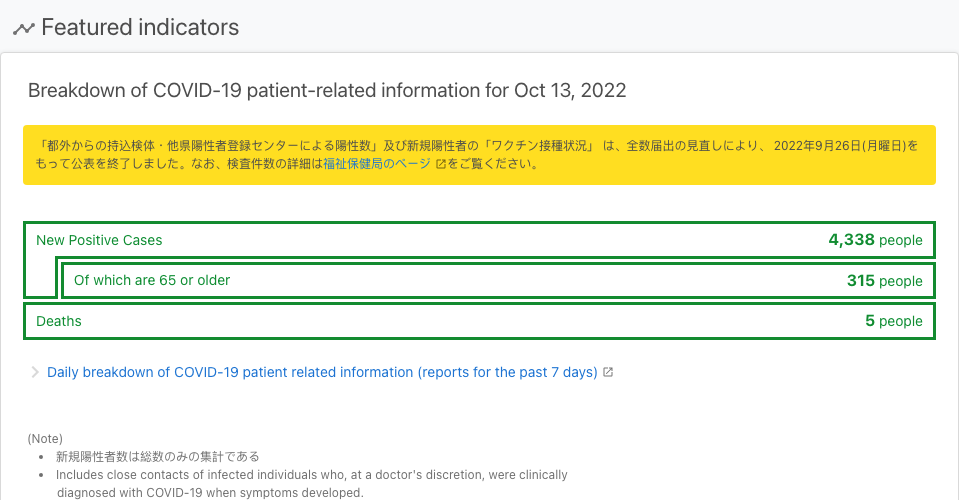 Featured indicators
Breakdown of COVID-19 patient-related information for Oct 13, 2022
「都外からの持込検体・他県陽性者登録センターによる陽性数」及び新規陽性者の「ワクチン接種状況」 は、全数届出の見直しにより、 2022年9月26日(月曜日)を
もって公表を終了しました。なお、検査件数の詳細は福祉保健局のページ をご覧ください。
New Positive Cases 4,338 people
Of which are 65 or older 315 people
Deaths 5 people
Daily breakdown of COVID-19 patient related information (reports for the past 7 days)
(Note)
• 新規陽性者数は総数のみの集計である
• Includes close contacts of infected individuals who, at a doctor's discretion, were clinically
diagnosed with COVID-19 when symptoms developed.